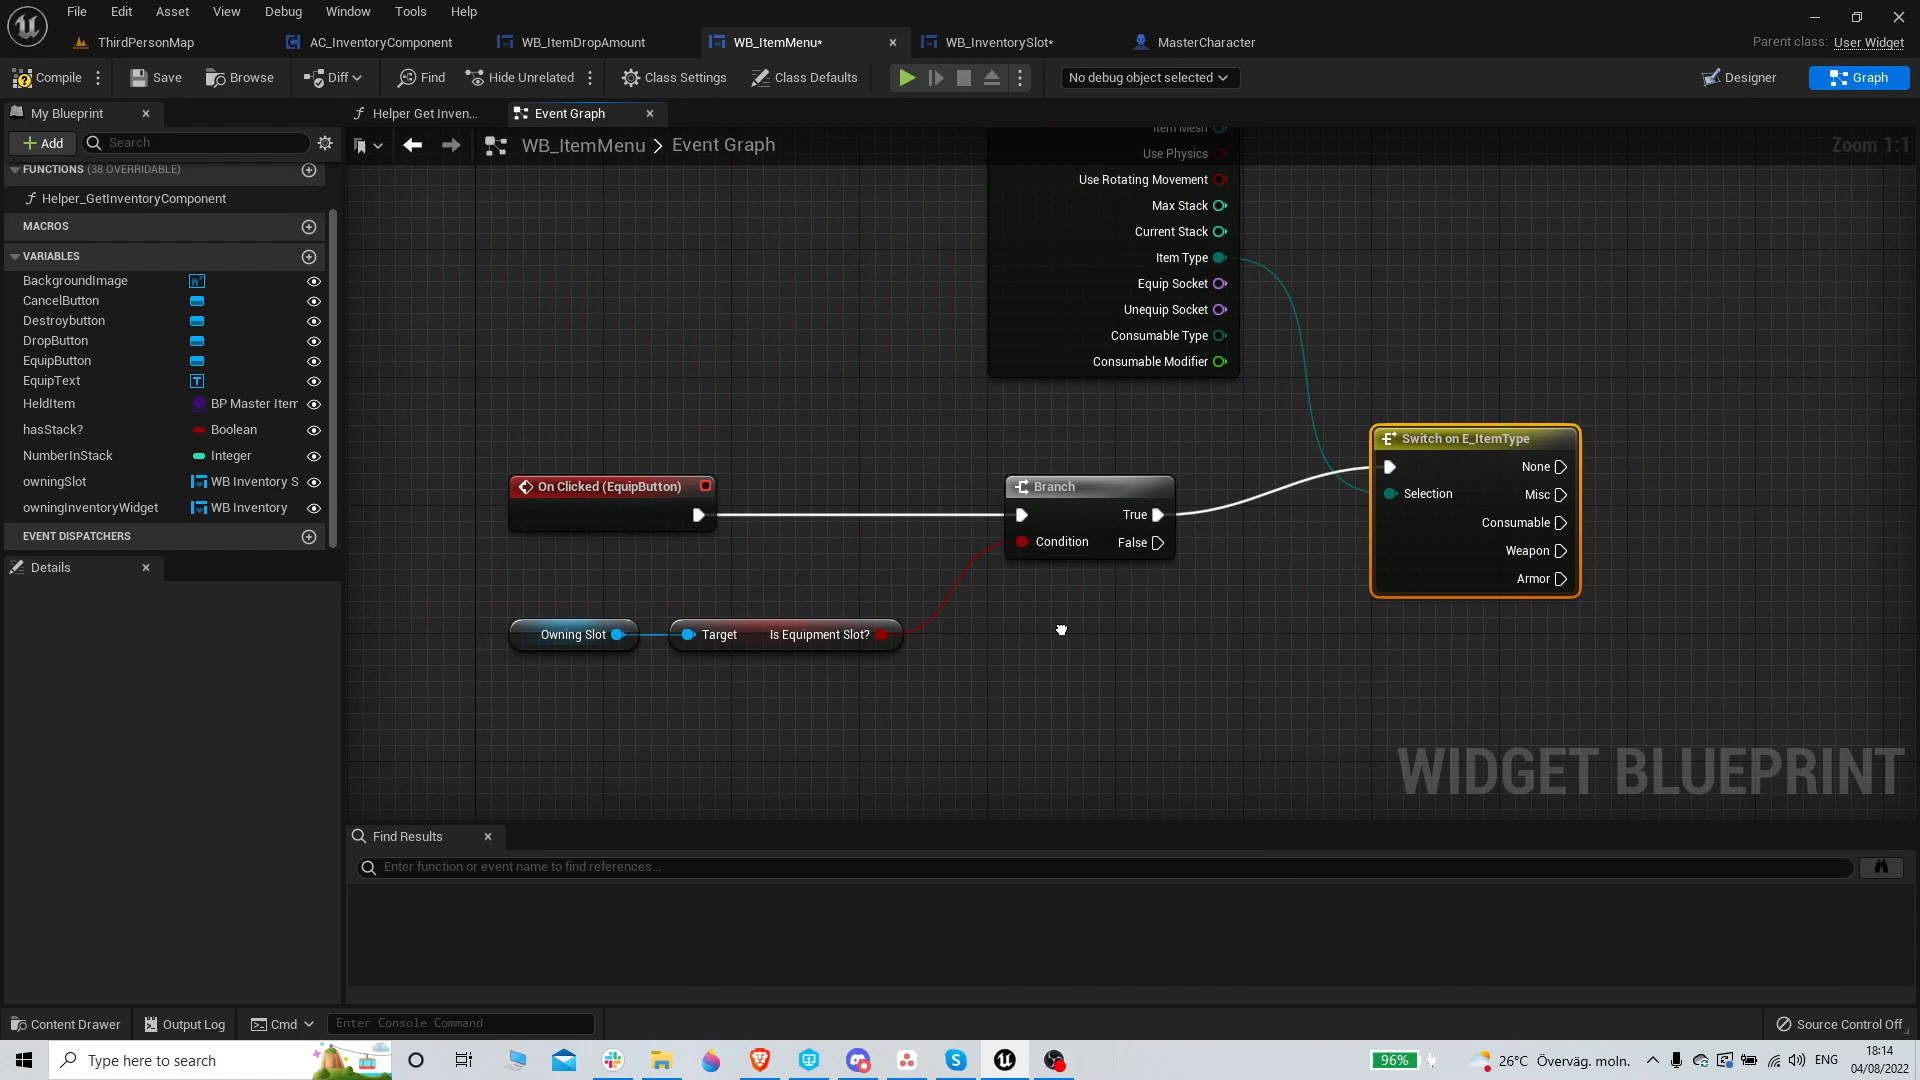 File Edit Asset View Debug Window Tools Help
ThirdPersonMap AC_InventoryComponent WB_ItemDropAmount WB_ItemMenu* WB_InventorySlot* MasterCharacter Parent class: User Widget
Compile Save Browse Diff Find Hide Unrelated Class Settings Class Defaults No debug object selected Designer Graph
My Blueprint Helper Get Inven... Event Graph
Add Search WB_ItemMenu > Event Graph Zoom 1:1
FUNCTIONS (38 OVERRIDABLE)
Helper_GetInventoryComponent
MACROS
VARIABLES
BackgroundImage
CancelButton
Destroybutton
DropButton
EquipButton
EquipText
HeldItem BP Master Item
hasStack? Boolean
NumberInStack Integer
owningSlot WB Inventory S
owningInventoryWidget WB Inventory
EVENT DISPATCHERS
Details
Item Mesh
Use Physics
Use Rotating Movement
Max Stack
Current Stack
Item Type
Equip Socket
Unequip Socket
Consumable Type
Consumable Modifier
On Clicked (EquipButton)
Branch
True
Condition False
Owning Slot Target Is Equipment Slot?
Switch on E_ItemType
None
Selection Misc
Consumable
Weapon
Armor
WIDGET BLUEPRINT
Find Results
Enter function or event name to find references...
Content Drawer Output Log Cmd Enter Console Command Source Control Off
Type here to search 96% 26°C Överväg. moln. ENG 18:14
04/08/2022